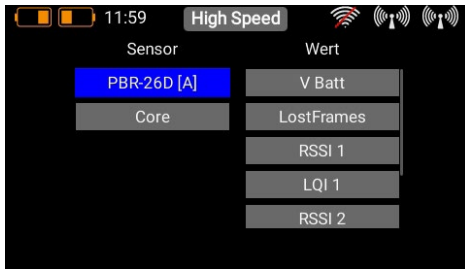 11:59 High Speed
Sensor Wert
PBR-26D [A] V Batt
Core LostFrames
RSSI 1
LQI 1
RSSI 2